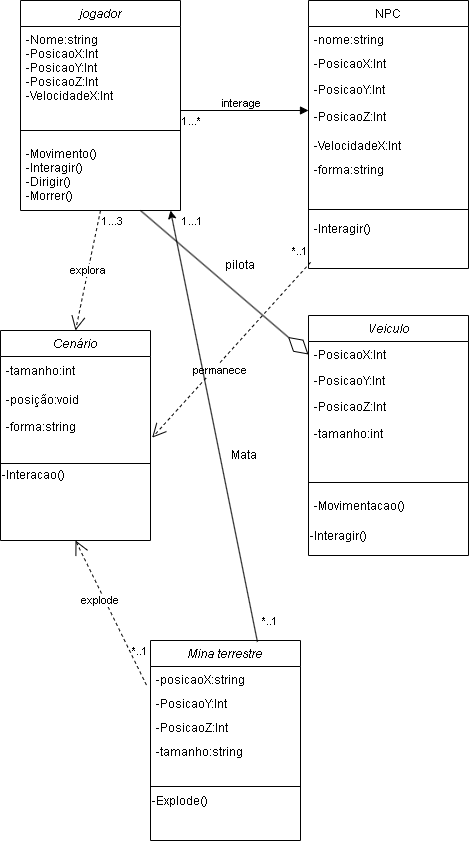 jogador
-Nome:string
-PosicaoX:Int
-PosicaoY:Int
-PosicaoZ:Int
-VelocidadeX:Int
-Movimento()
-Interagir()
-Dirigir()
-Morrer()
NPC
-nome:string
-PosicaoX:Int
-PosicaoY:Int
-PosicaoZ:Int
-VelocidadeX:Int
-forma:string
-Interagir()
interage
1...*
1...3
1...1
*..1
explora
pilota
permanece
Cenário
-tamanho:int
-posição:void
-forma:string
-Interacao()
Veiculo
-PosicaoX:Int
-PosicaoY:Int
-PosicaoZ:Int
-tamanho:int
-Movimentacao()
-Interagir()
Mata
explode
*..1
*..1
Mina terrestre
-posicaoX:string
-PosicaoY:Int
-PosicaoZ:Int
-tamanho:string
-Explode()